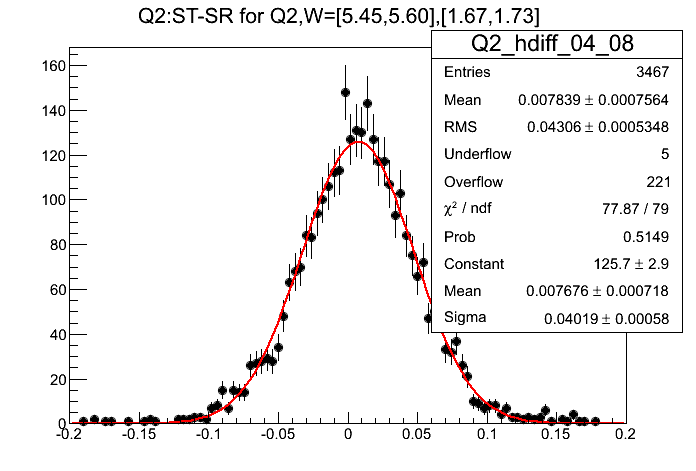 Q2:ST-SR for Q2,W=[5.45,5.60],[1.67,1.73]
Q2_hdiff_04_08
Entries 3467
Mean 0.007839 ± 0.0007564
RMS 0.04306 ± 0.0005348
Underflow 5
Overflow 221
χ² / ndf 77.87 / 79
Prob 0.5149
Constant 125.7 ± 2.9
Mean 0.007676 ± 0.000718
Sigma 0.04019 ± 0.00058
160
140
120
100
80
60
40
20
0
-0.2 -0.15 -0.1 -0.05 0 0.05 0.1 0.15 0.2